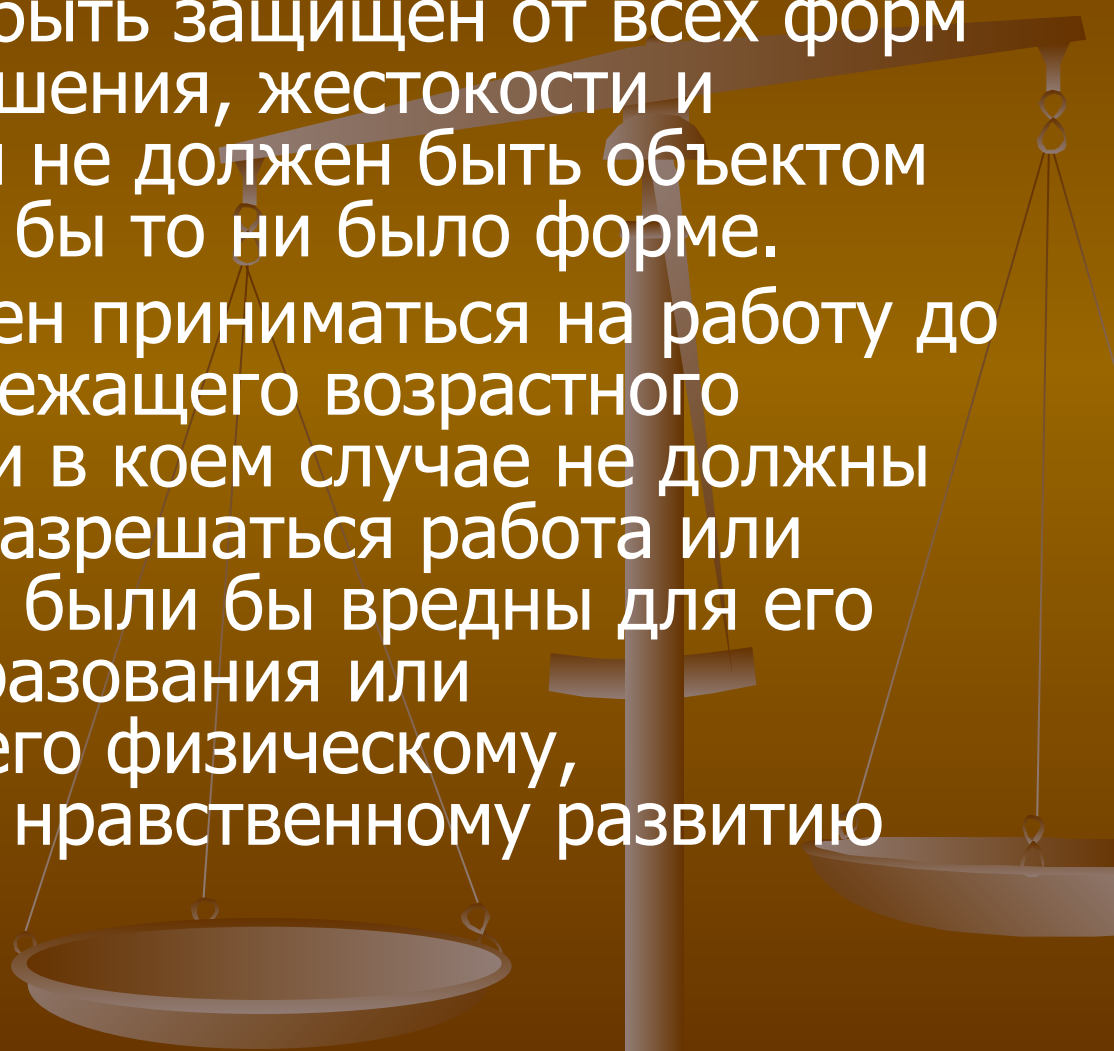 быть защищен от всех форм
шения, жестокости и
не должен быть объектом
бы то ни было форме.
ен приниматься на работу до
ежащего возрастного
и в коем случае не должны
азрешаться работа или
были бы вредны для его
разования или
его физическому,
нравственному развитию